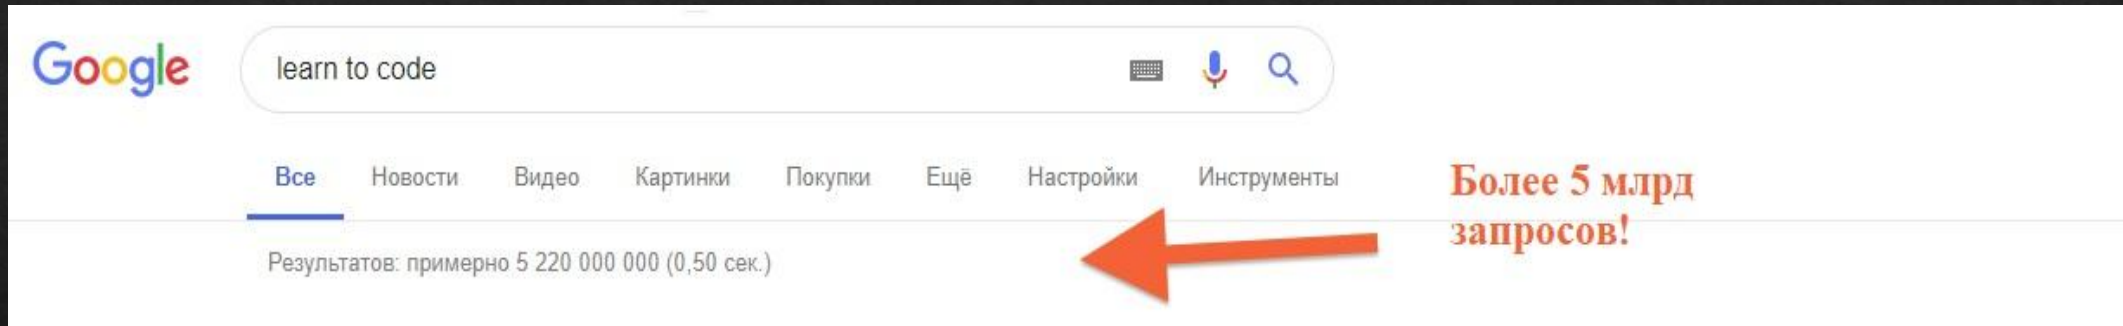 Google
learn to code
Все Новости Видео Картинки Покупки Ещё Настройки Инструменты
Более 5 млрд
запросов!
Результатов: примерно 5 220 000 000 (0,50 сек.)